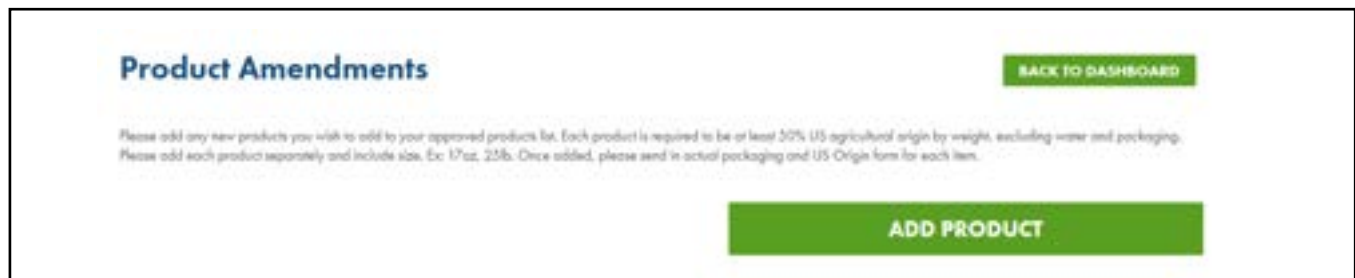 Product Amendments
BACK TO DASHBOARD
Please add any new products you wish to add to your approved products list. Each product is required to be at least 50% US agricultural origin by weight, excluding water and packaging.
Please add each product separately and include size. Ex: 17oz, 25lb. Once added, please send in actual packaging and US Origin form for each item.
ADD PRODUCT